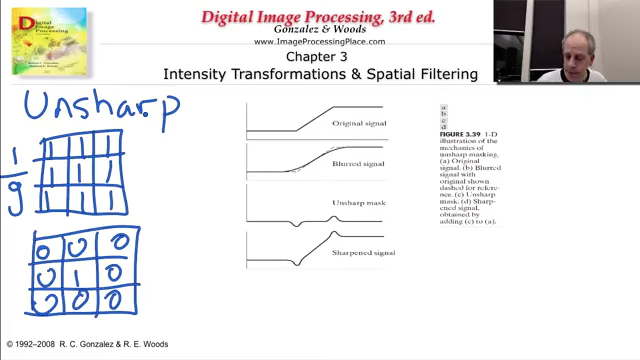 Digital Image Processing, 3rd ed.
Gonzalez & Woods
www.ImageProcessingPlace.com
Chapter 3
Intensity Transformations & Spatial Filtering
Unsharp
1
9
1 1 1
1 1 1
1 1 1
0 0 0
0 1 0
0 0 0
Original signal
Blurred signal
Unsharp mask
Sharpened signal
a
b
c
d
FIGURE 3.39 1-D
illustration of the
mechanics of
unsharp masking.
(a) Original
signal. (b) Blurred
signal with
original shown
dashed for refere-
nce. (c) Unsharp
mask. (d) Sharp-
ened signal,
obtained by
adding (c) to (a).
© 1992–2008 R. C. Gonzalez & R. E. Woods